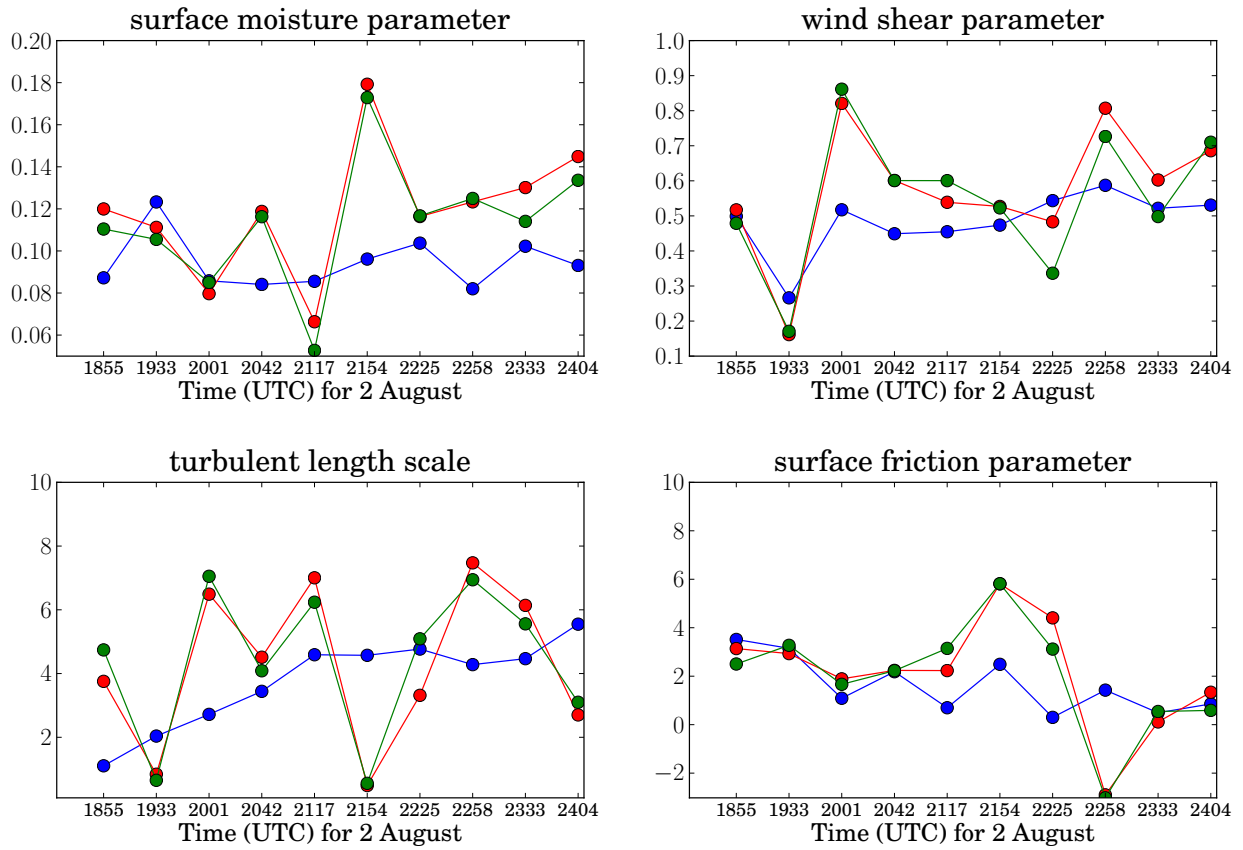 surface moisture parameter
0.20
0.18
0.16
0.14
0.12
0.10
0.08
0.06
1855 1933 2001 2042 2117 2154 2225 2258 2333 2404
Time (UTC) for 2 August
wind shear parameter
1.0
0.9
0.8
0.7
0.6
0.5
0.4
0.3
0.2
0.1
1855 1933 2001 2042 2117 2154 2225 2258 2333 2404
Time (UTC) for 2 August
turbulent length scale
10
8
6
4
2
1855 1933 2001 2042 2117 2154 2225 2258 2333 2404
Time (UTC) for 2 August
surface friction parameter
10
8
6
4
2
0
−2
1855 1933 2001 2042 2117 2154 2225 2258 2333 2404
Time (UTC) for 2 August